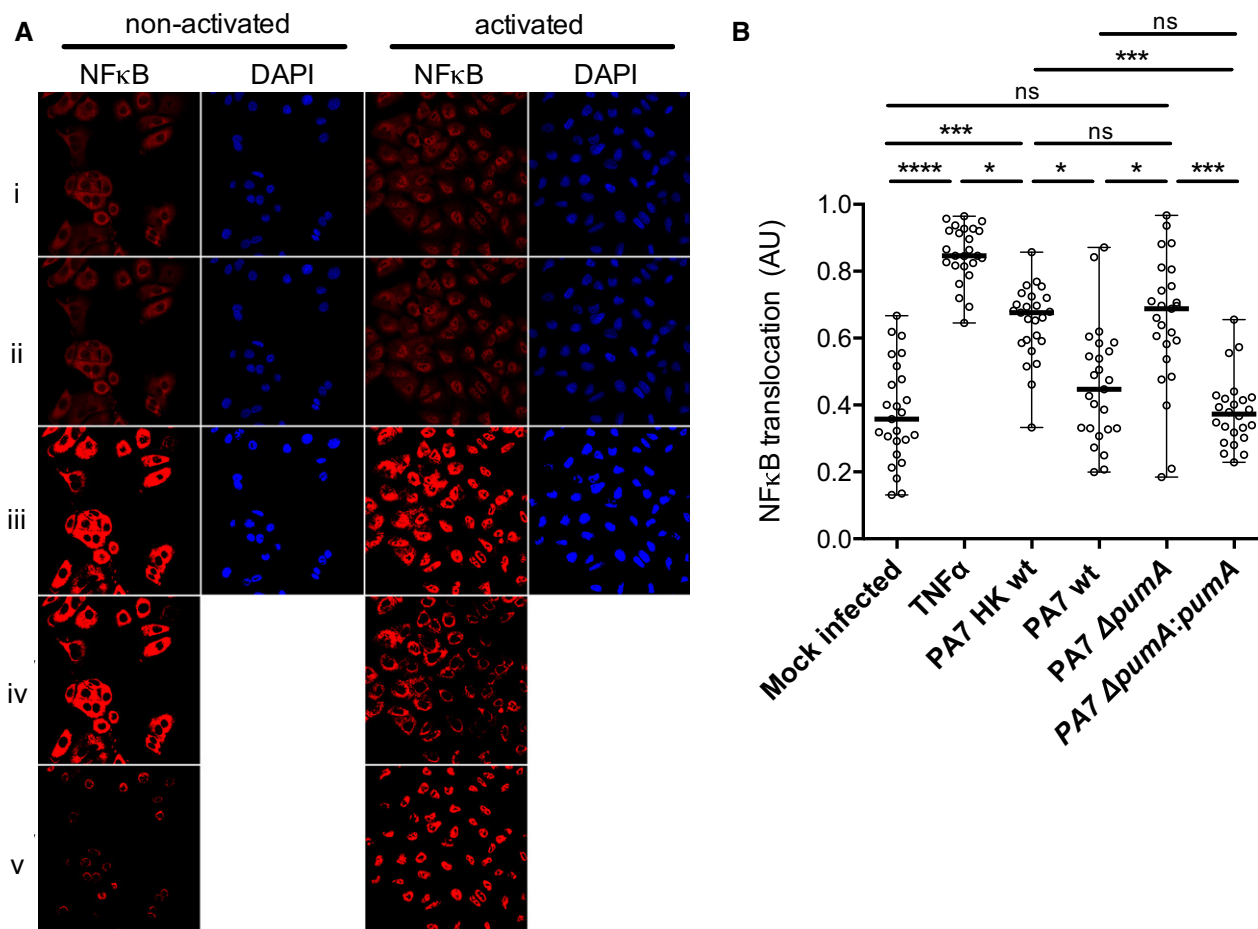 A
non-activated
activated
NFκB
DAPI
NFκB
DAPI
i
ii
iii
iv
v
B
ns
***
ns
***
ns
****
*
*
*
***
NFκB translocation (AU)
1.0
0.8
0.6
0.4
0.2
0.0
Mock infected
TNFα
PA7 HK wt
PA7 wt
PA7 ΔpumA
PA7 ΔpumA:pumA